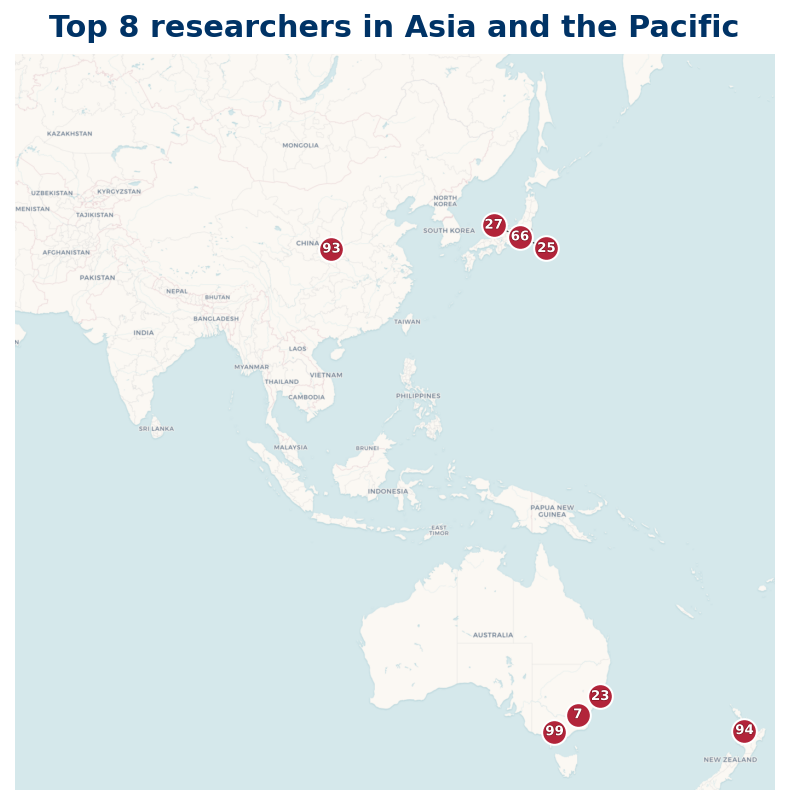 Top 8 researchers in Asia and the Pacific
KAZAKHSTAN
MONGOLIA
UZBEKISTAN
KYRGYZSTAN
MENISTAN
TAJIKISTAN
NORTH
KOREA
SOUTH KOREA
27
66
25
CHINA
93
AFGHANISTAN
PAKISTAN
NEPAL
BHUTAN
BANGLADESH
TAIWAN
INDIA
N
LAOS
MYANMAR
THAILAND
VIETNAM
CAMBODIA
PHILIPPINES
SRI LANKA
MALAYSIA
BRUNEI
INDONESIA
PAPUA NEW
GUINEA
EAST
TIMOR
AUSTRALIA
23
7
99
94
NEW ZEALAND